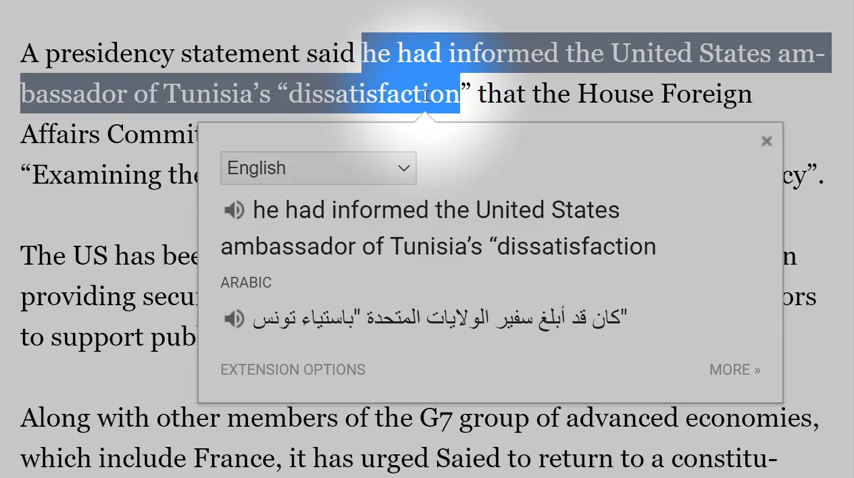 A presidency statement said he had informed the United States am-
bassador of Tunisia’s “dissatisfaction” that the House Foreign
Affairs Commit
“Examining the cy”.
English
he had informed the United States
ambassador of Tunisia’s “dissatisfaction
ARABIC
"كان قد أبلغ سفير الولايات المتحدة "باستياء تونس
EXTENSION OPTIONS
MORE »
The US has bee n
providing secu ors
to support pub
Along with other members of the G7 group of advanced economies,
which include France, it has urged Saied to return to a constitu-